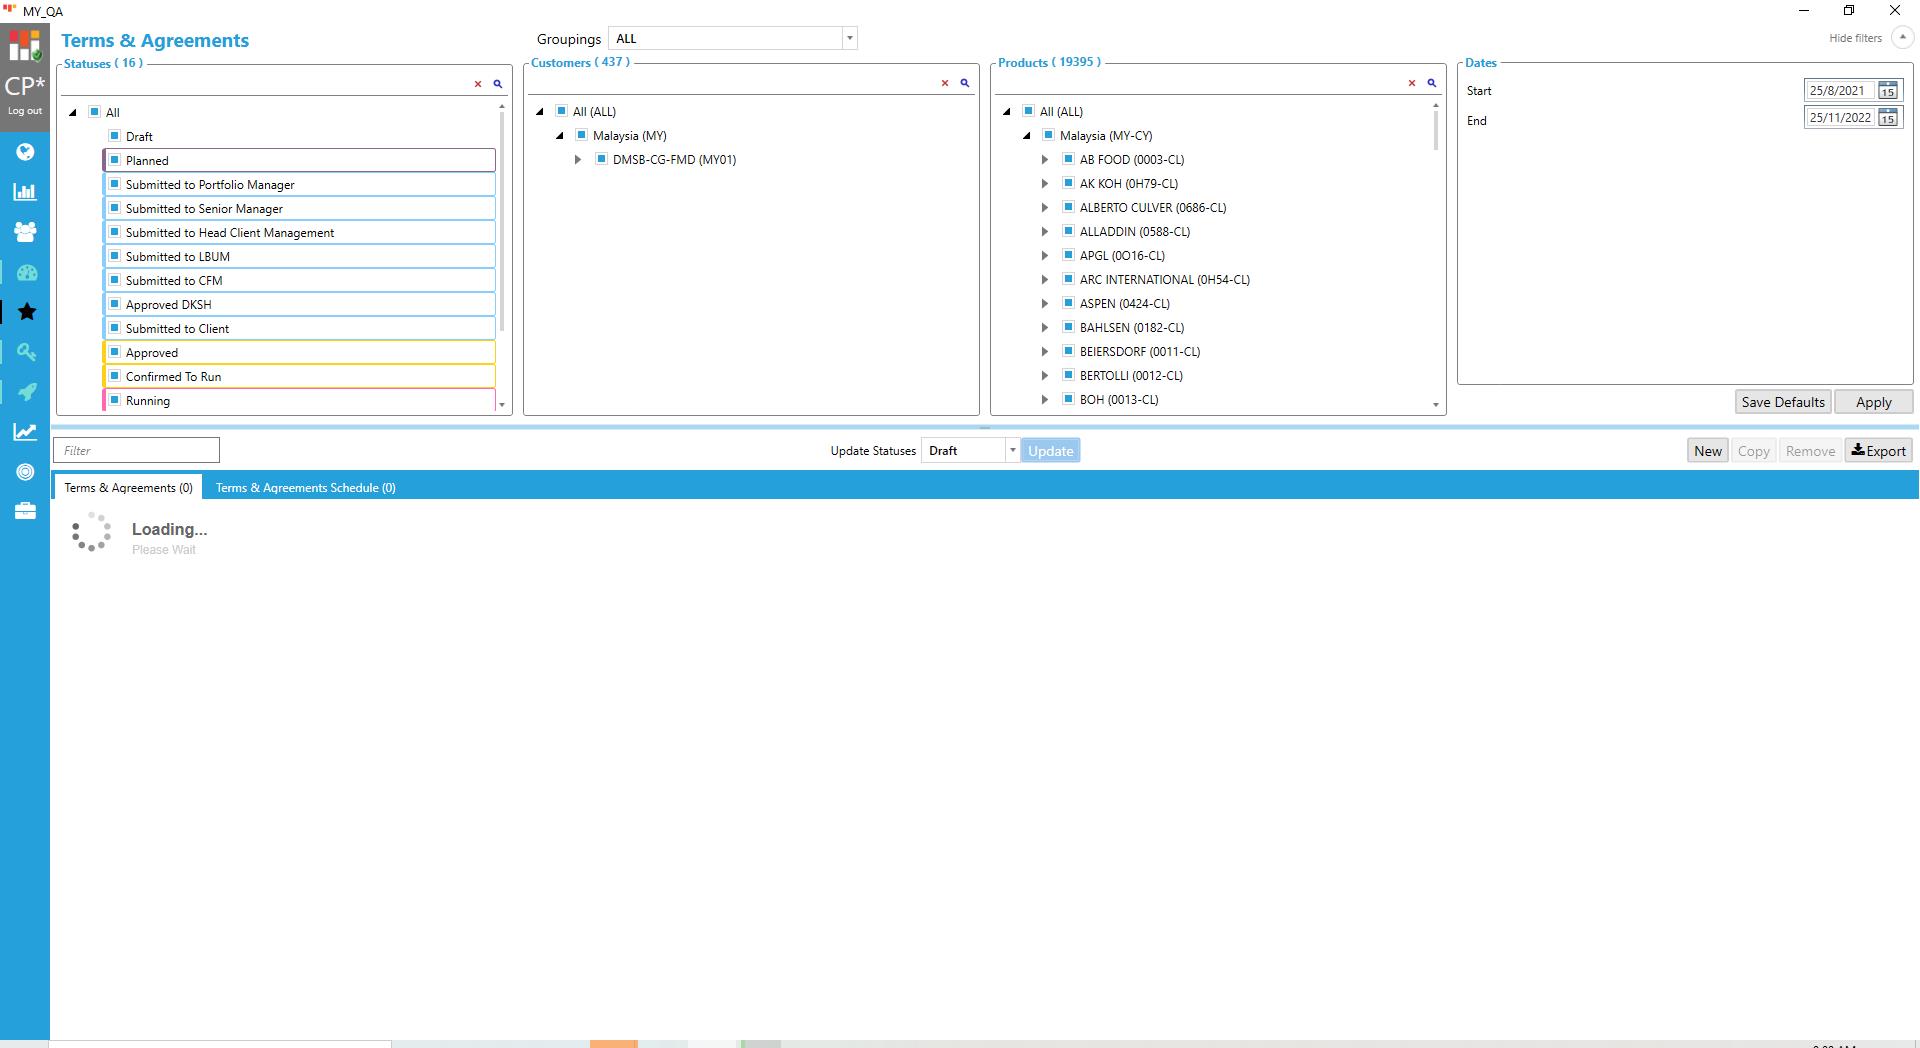 MY_QA
CP*
Log out
Terms & Agreements
Groupings
ALL
Hide filters
Statuses ( 16 )
All
Draft
Planned
Submitted to Portfolio Manager
Submitted to Senior Manager
Submitted to Head Client Management
Submitted to LBUM
Submitted to CFM
Approved DKSH
Submitted to Client
Approved
Confirmed To Run
Running
Customers ( 437 )
All (ALL)
Malaysia (MY)
DMSB-CG-FMD (MY01)
Products ( 19395 )
All (ALL)
Malaysia (MY-CY)
AB FOOD (0003-CL)
AK KOH (0H79-CL)
ALBERTO CULVER (0686-CL)
ALLADDIN (0588-CL)
APGL (0O16-CL)
ARC INTERNATIONAL (0H54-CL)
ASPEN (0424-CL)
BAHLSEN (0182-CL)
BEIERSDORF (0011-CL)
BERTOLLI (0012-CL)
BOH (0013-CL)
Dates
Start
25/8/2021
15
End
25/11/2022
15
Save Defaults
Apply
Filter
Update Statuses
Draft
Update
New
Copy
Remove
Export
Terms & Agreements (0)
Terms & Agreements Schedule (0)
Loading...
Please Wait